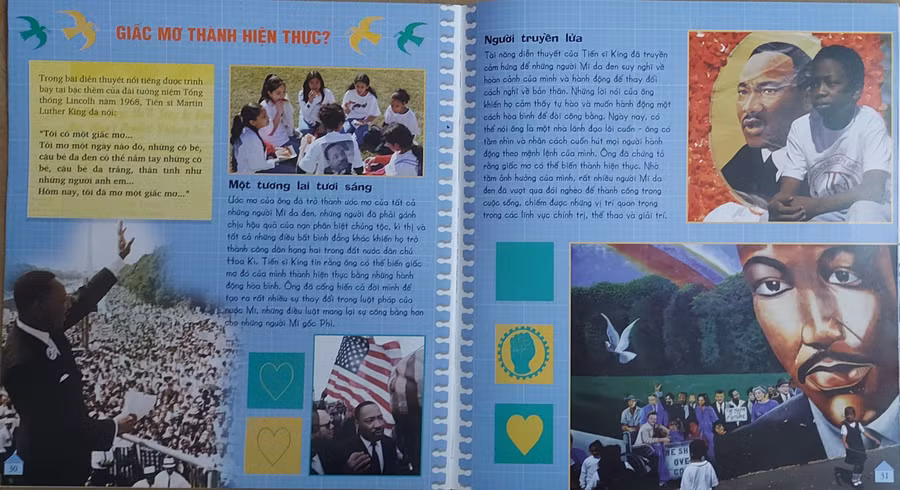 GIẤC MƠ THÀNH HIỆN THỰC?
Trong bài diễn thuyết nổi tiếng được trình
bày tại bậc thềm của đài tưởng niệm Tổng
thống Lincolh năm 1968, Tiến sĩ Martin
Luther King đã nói:
"Tôi có một giấc mơ...
Tôi mơ một ngày nào đó, những cô bé,
cậu bé da đen có thể nắm tay những cô
bé, cậu bé da trắng, thân tình như
những người anh em...
Hôm nay, tôi đã mơ một giấc mơ..."
Một tương lai tươi sáng
Ước mơ của ông đã trở thành ước mơ của tất cả
những người Mĩ da đen, những người đã phải gánh
chịu hậu quả của nạn phân biệt chủng tộc, kì thị và
tất cả những điều bất bình đẳng khác khiến họ trở
thành công dân hạng hai trong đất nước dân chủ
Hoa Kì. Tiến sĩ King tin rằng ông có thể biến giấc
mơ đó của mình thành hiện thực bằng những hành
động hòa bình. Ông đã cống hiến cả đời mình để
tạo ra rất nhiều sự thay đổi trong luật pháp của
nước Mĩ, những điều luật mang lại sự công bằng hơn
cho những người Mĩ gốc Phi.
30
Người truyền lửa
Tài năng diễn thuyết của Tiến sĩ King đã truyền
cảm hứng để những người Mĩ da đen suy nghĩ về
hoàn cảnh của mình và hành động để thay đổi
cách nghĩ về bản thân. Những lời nói của ông
khiến họ cảm thấy tự hào và muốn hành động một
cách hòa bình để đòi công bằng. Ngày nay, có
thể nói ông là một nhà lãnh đạo lôi cuốn - ông có
tầm nhìn và nhân cách cuốn hút mọi người hành
động theo mệnh lệnh của mình. Ông đã chứng tỏ
rằng giấc mơ có thể biến thành hiện thực. Nhờ
tầm ảnh hưởng của mình, rất nhiều người Mĩ da
đen đã vượt qua đói nghèo để thành công trong
cuộc sống, chiếm được những vị trí quan trọng
trong các lĩnh vực chính trị, thể thao và giải trí.
OVE
31